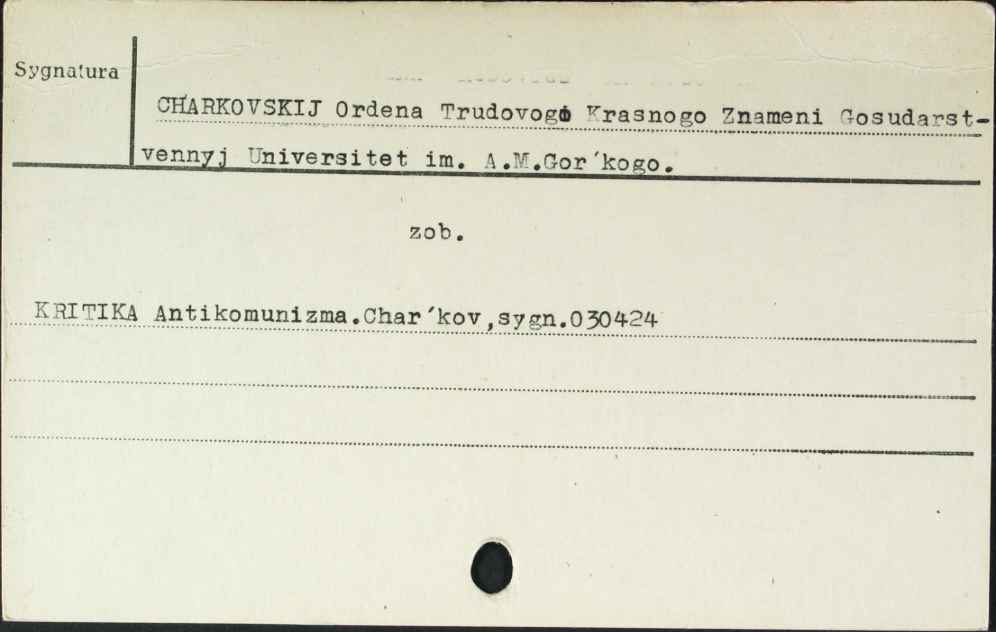 Sygnatura
CHARKOVSKIJ Ordena Trudovogo Krasnogo Znameni Gosudarst-
vennyj Universitet im. A.M.Gor´kogo.
zob.
KRITIKA Antikomunizma.Char´kov,sygn.030424